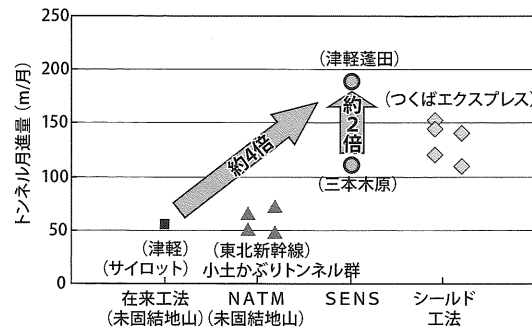 トンネル月進量（m/月）
250
200
150
100
50
0
（津軽蓬田）
（つくばエクスプレス）
約4倍
約2倍
（三本木原）
（津軽）
（サイロット）
（東北新幹線）
小土かぶりトンネル群
在来工法
（未固結地山）
NATM
（未固結地山）
SENS
シールド
工法